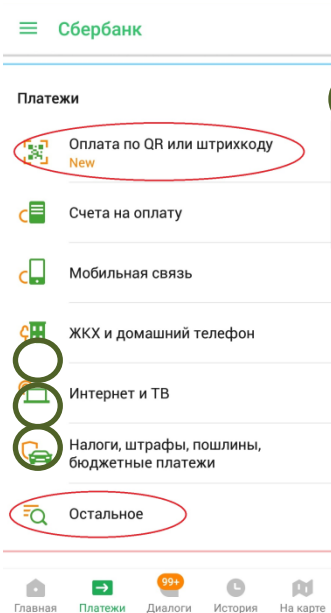 Сбербанк
Платежи
Оплата по QR или штрихкоду
New
Счета на оплату
Мобильная связь
ЖКХ и домашний телефон
Интернет и ТВ
Налоги, штрафы, пошлины,
бюджетные платежи
Остальное
99+
Главная Платежи Диалоги История На карте